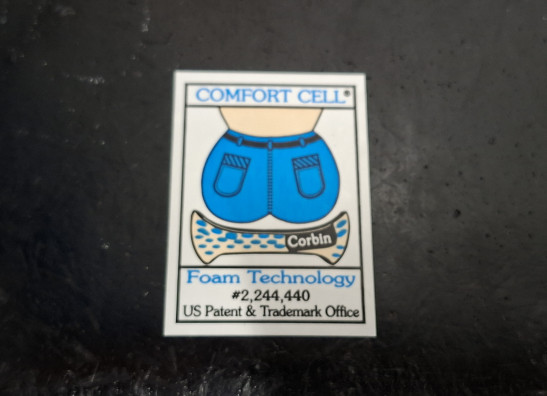 COMFORT CELL®
Corbin
Foam Technology
#2,244,440
US Patent & Trademark Office